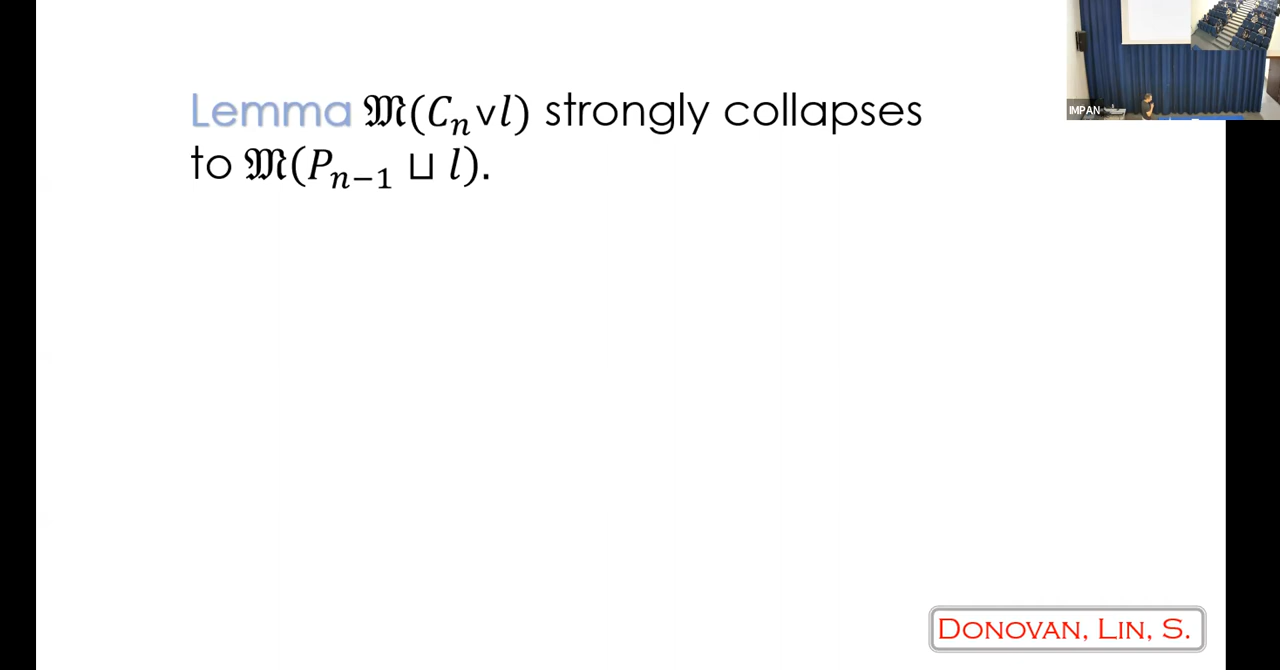 Lemma 𝔐(Cₙ∨l) strongly collapses
to 𝔐(Pₙ₋₁ ⊔ l).
IMPAN
DONOVAN, LIN, S.